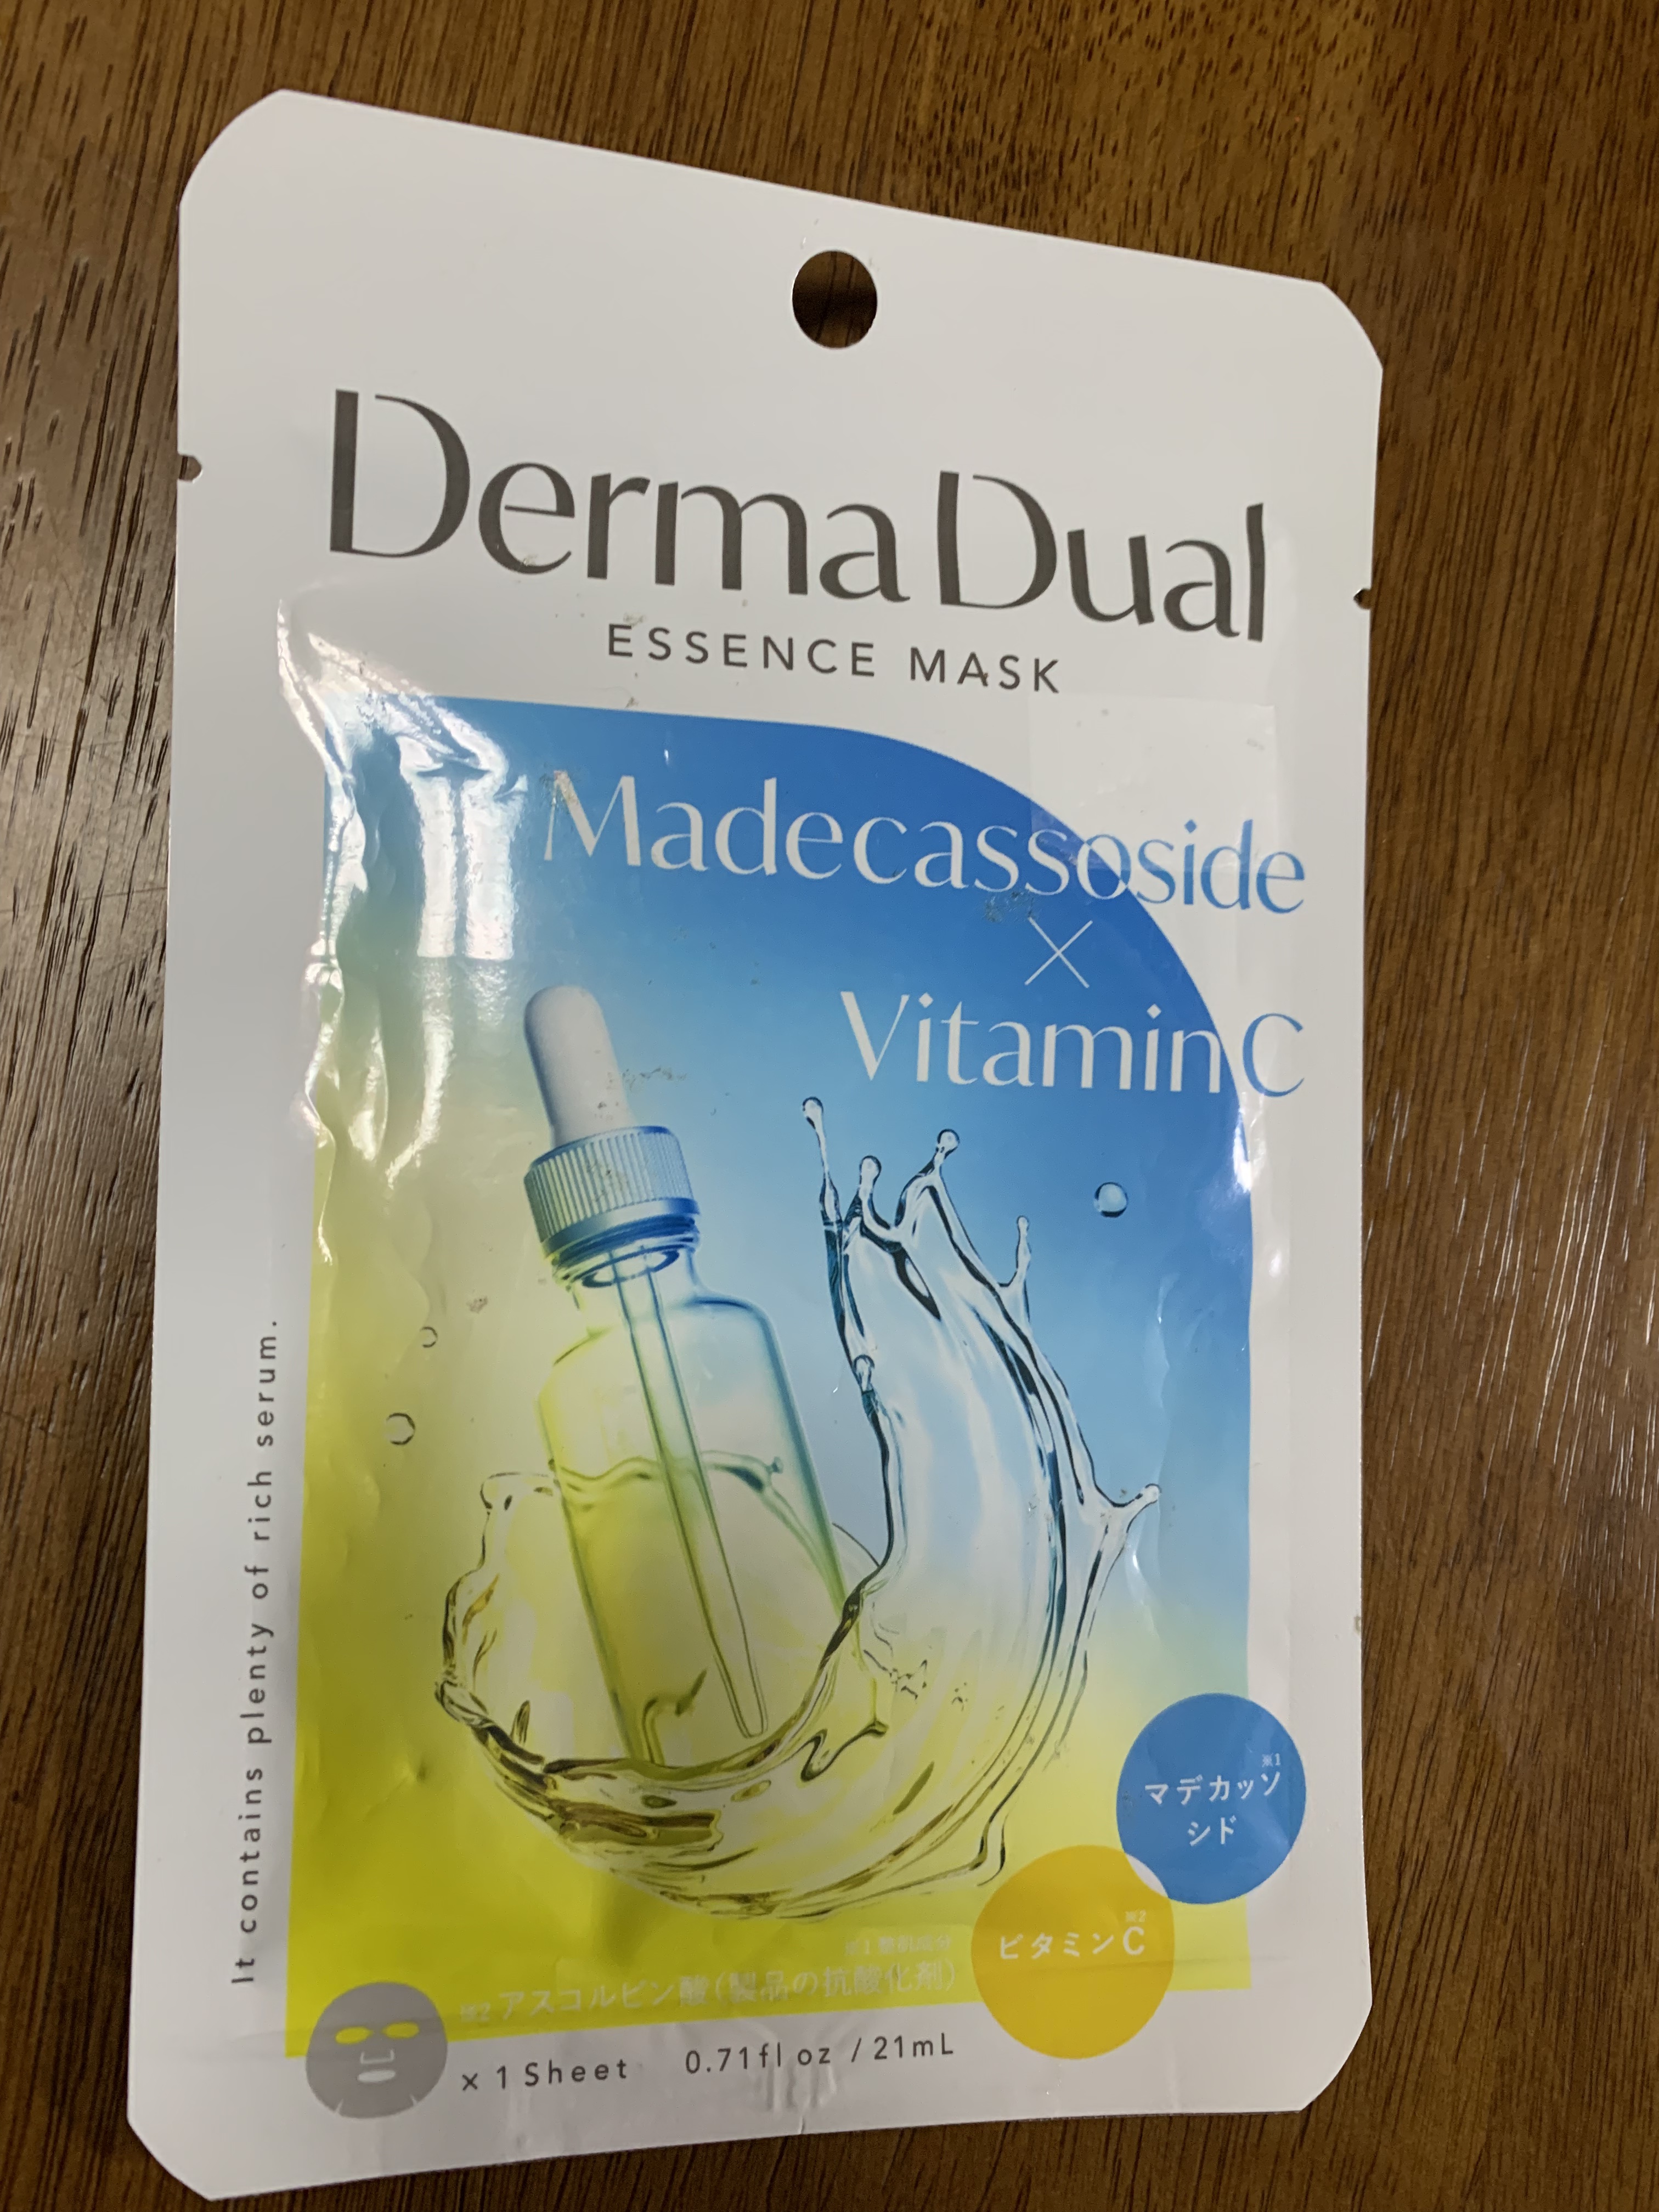 Derma Dual
ESSENCE MASK
Madecassoside
×
Vitamin C
It contains plenty of rich serum.
※1
マデカッソ
シド
※2
ビタミンC
※1 整肌成分
※2 アスコルビン酸(製品の抗酸化剤)
× 1 Sheet 0.71fl oz / 21mL